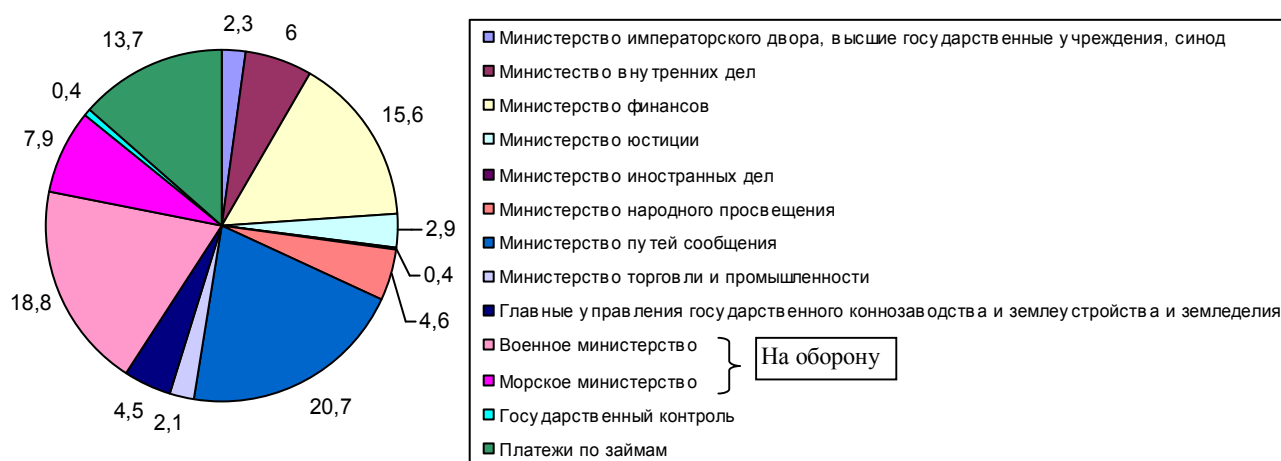 2,3
6
15,6
2,9
0,4
4,6
20,7
2,1
4,5
18,8
7,9
0,4
13,7
Министерство императорского двора, высшие государственные учреждения, синод
Министество внутренних дел
Министерство финансов
Министерство юстиции
Министерство иностранных дел
Министерство народного просвещения
Министерство путей сообщения
Министерство торговли и промышленности
Главные управления государственного коннозаводства и землеустройства и земледелия
Военное министерство
Морское министерство
На оборону
Государственный контроль
Платежи по займам